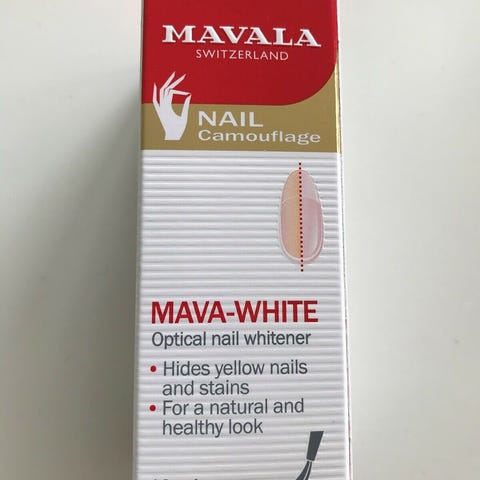 MAVALA
SWITZERLAND
NAIL
Camouflage
MAVA-WHITE
Optical nail whitener
• Hides yellow nails
and stains
• For a natural and
healthy look